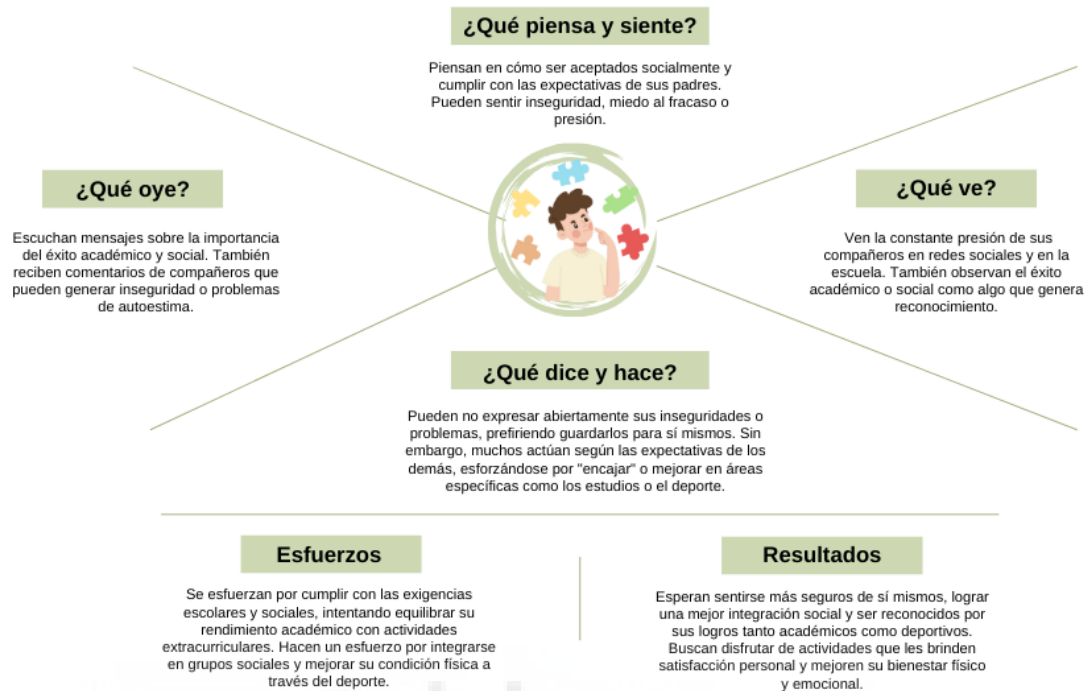 ¿Qué piensa y siente?
Piensan en cómo ser aceptados socialmente y
cumplir con las expectativas de sus padres.
Pueden sentir inseguridad, miedo al fracaso o
presión.
¿Qué oye?
Escuchan mensajes sobre la importancia
del éxito académico y social. También
reciben comentarios de compañeros que
pueden generar inseguridad o problemas
de autoestima.
¿Qué ve?
Ven la constante presión de sus
compañeros en redes sociales y en la
escuela. También observan el éxito
académico o social como algo que genera
reconocimiento.
¿Qué dice y hace?
Pueden no expresar abiertamente sus inseguridades o
problemas, prefiriendo guardarlos para sí mismos. Sin
embargo, muchos actúan según las expectativas de los
demás, esforzándose por "encajar" o mejorar en áreas
específicas como los estudios o el deporte.
Esfuerzos
Se esfuerzan por cumplir con las exigencias
escolares y sociales, intentando equilibrar su
rendimiento académico con actividades
extracurriculares. Hacen un esfuerzo por integrarse
en grupos sociales y mejorar su condición física a
través del deporte.
Resultados
Esperan sentirse más seguros de sí mismos, lograr
una mejor integración social y ser reconocidos por
sus logros tanto académicos como deportivos.
Buscan disfrutar de actividades que les brinden
satisfacción personal y mejoren su bienestar físico
y emocional.